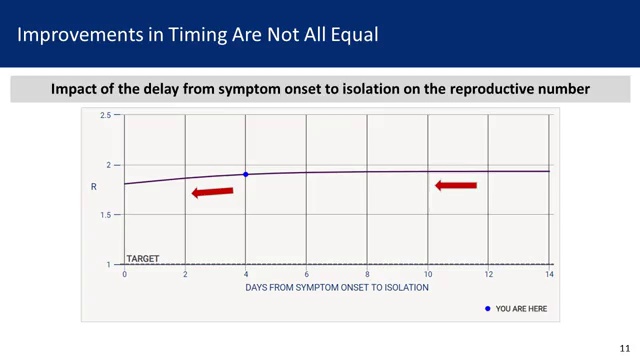 Improvements in Timing Are Not All Equal
Impact of the delay from symptom onset to isolation on the reproductive number
2.5
2
R
1.5
TARGET
1
0 2 4 6 8 10 12 14
DAYS FROM SYMPTOM ONSET TO ISOLATION
YOU ARE HERE
11